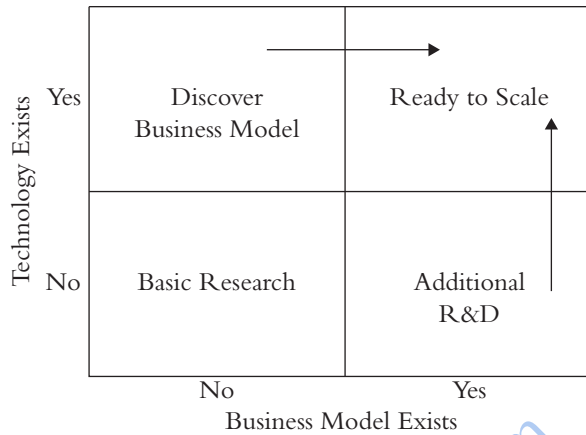 Technology Exists
Yes
Discover
Business Model
Ready to Scale
No
Basic Research
Additional
R&D
No
Yes
Business Model Exists